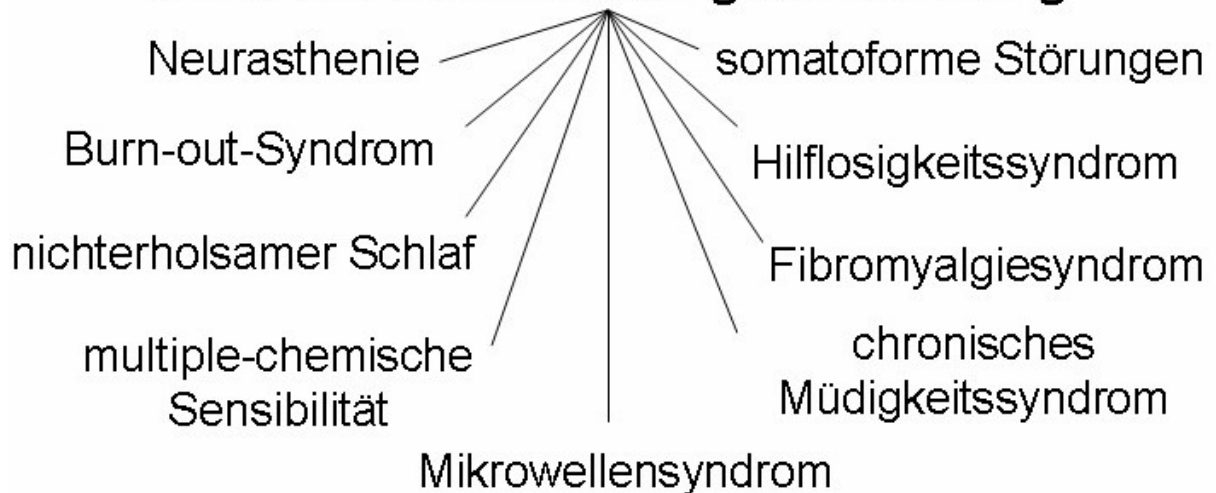 Neurasthenie
somatoforme Störungen
Burn-out-Syndrom
Hilflosigkeitssyndrom
nichterholsamer Schlaf
Fibromyalgiesyndrom
multiple-chemische
Sensibilität
chronisches
Müdigkeitssyndrom
Mikrowellensyndrom